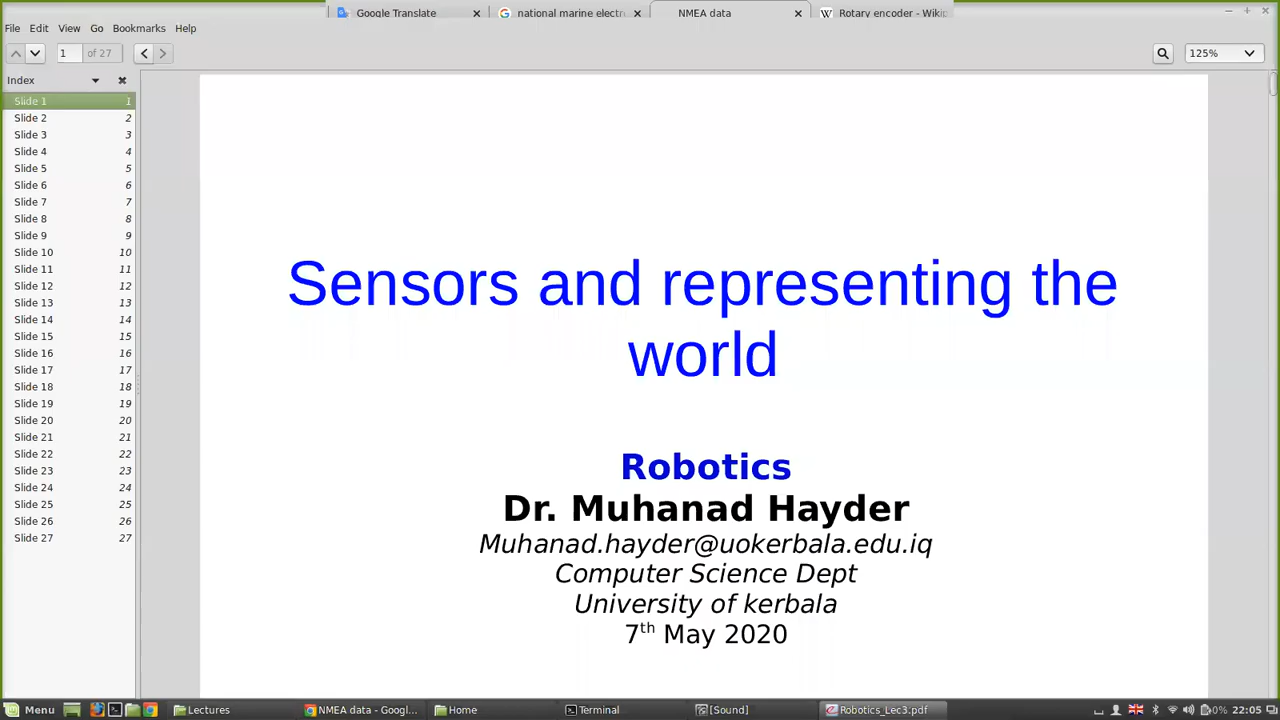 Google Translate
national marine electr
NMEA data
Rotary encoder - Wikip
File Edit View Go Bookmarks Help
1 of 27
125%
Index
Slide 1 1
Slide 2 2
Slide 3 3
Slide 4 4
Slide 5 5
Slide 6 6
Slide 7 7
Slide 8 8
Slide 9 9
Slide 10 10
Slide 11 11
Slide 12 12
Slide 13 13
Slide 14 14
Slide 15 15
Slide 16 16
Slide 17 17
Slide 18 18
Slide 19 19
Slide 20 20
Slide 21 21
Slide 22 22
Slide 23 23
Slide 24 24
Slide 25 25
Slide 26 26
Slide 27 27
Sensors and representing the
world
Robotics
Dr. Muhanad Hayder
Muhanad.hayder@uokerbala.edu.iq
Computer Science Dept
University of kerbala
7th May 2020
Menu
Lectures
NMEA data - Googl...
Home
Terminal
[Sound]
Robotics_Lec3.pdf
0%
22:05